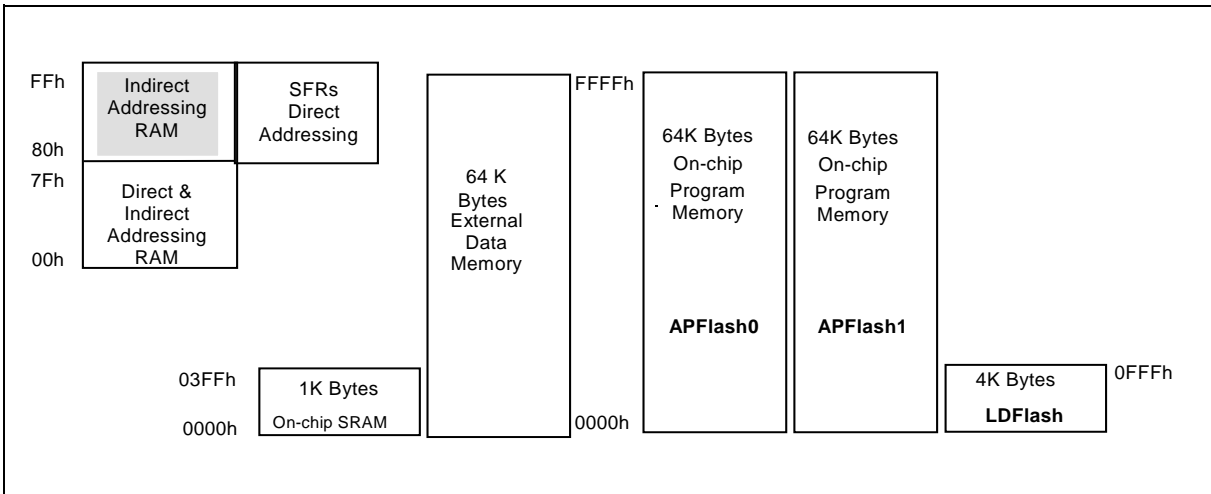 FFh
Indirect
Addressing
RAM
80h
SFRs
Direct
Addressing
7Fh
Direct &
Indirect
Addressing
RAM
00h
03FFh
1K Bytes
On-chip SRAM
0000h
64 K
Bytes
External
Data
Memory
FFFFh
0000h
64K Bytes
On-chip
Program
Memory
APFlash0
64K Bytes
On-chip
Program
Memory
APFlash1
4K Bytes
LDFlash
0FFFh